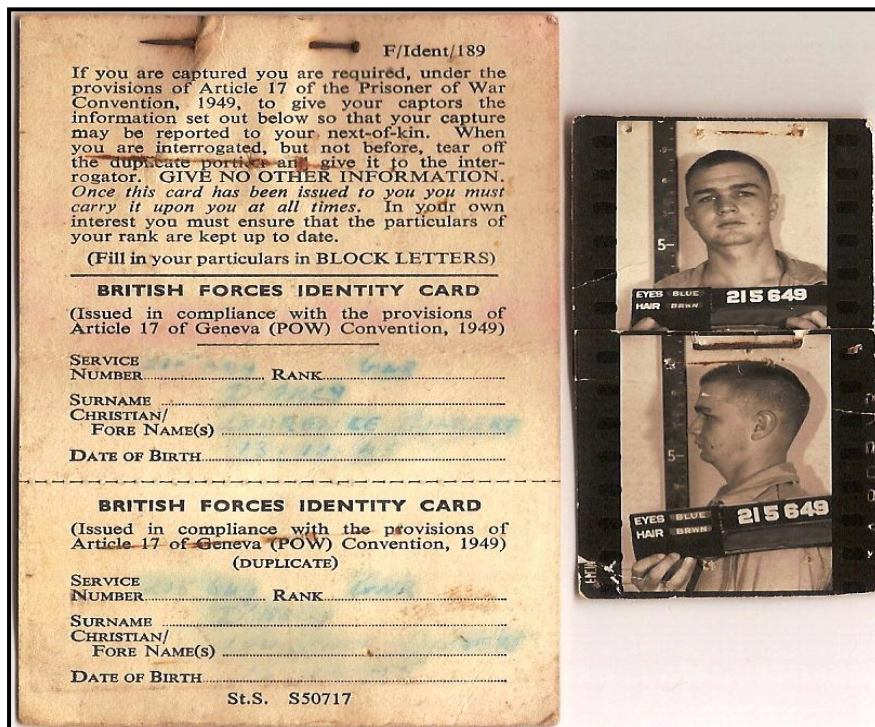 F/Ident/189
If you are captured you are required, under the
provisions of Article 17 of the Prisoner of War
Convention, 1949, to give your captors the
information set out below so that your capture
may be reported to your next-of-kin. When
you are interrogated, but not before, tear off
the duplicate portion and give it to the inter-
rogator. GIVE NO OTHER INFORMATION.
Once this card has been issued to you you must
carry it upon you at all times. In your own
interest you must ensure that the particulars of
your rank are kept up to date.
(Fill in your particulars in BLOCK LETTERS)
BRITISH FORCES IDENTITY CARD
(Issued in compliance with the provisions of
Article 17 of Geneva (POW) Convention, 1949)
SERVICE
NUMBER RANK GNR
SURNAME
CHRISTIAN/
FORE NAME(S)
DATE OF BIRTH
BRITISH FORCES IDENTITY CARD
(Issued in compliance with the provisions of
Article 17 of Geneva (POW) Convention, 1949)
(DUPLICATE)
SERVICE
NUMBER RANK GNR
SURNAME
CHRISTIAN/
FORE NAME(S)
DATE OF BIRTH
St.S. S50717
5-
EYES BLUE 215649
HAIR BRWN
5-
EYES BLUE 215649
HAIR BRWN